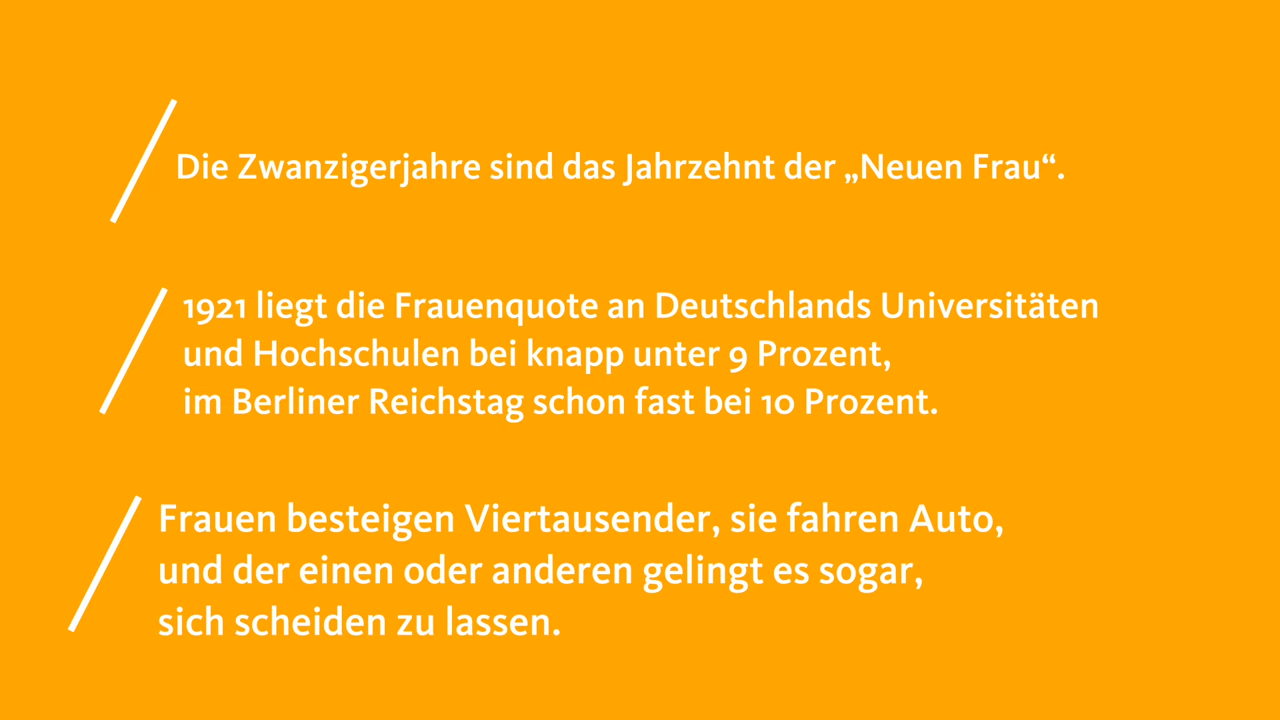 Die Zwanzigerjahre sind das Jahrzehnt der „Neuen Frau“.
1921 liegt die Frauenquote an Deutschlands Universitäten
und Hochschulen bei knapp unter 9 Prozent,
im Berliner Reichstag schon fast bei 10 Prozent.
Frauen besteigen Viertausender, sie fahren Auto,
und der einen oder anderen gelingt es sogar,
sich scheiden zu lassen.